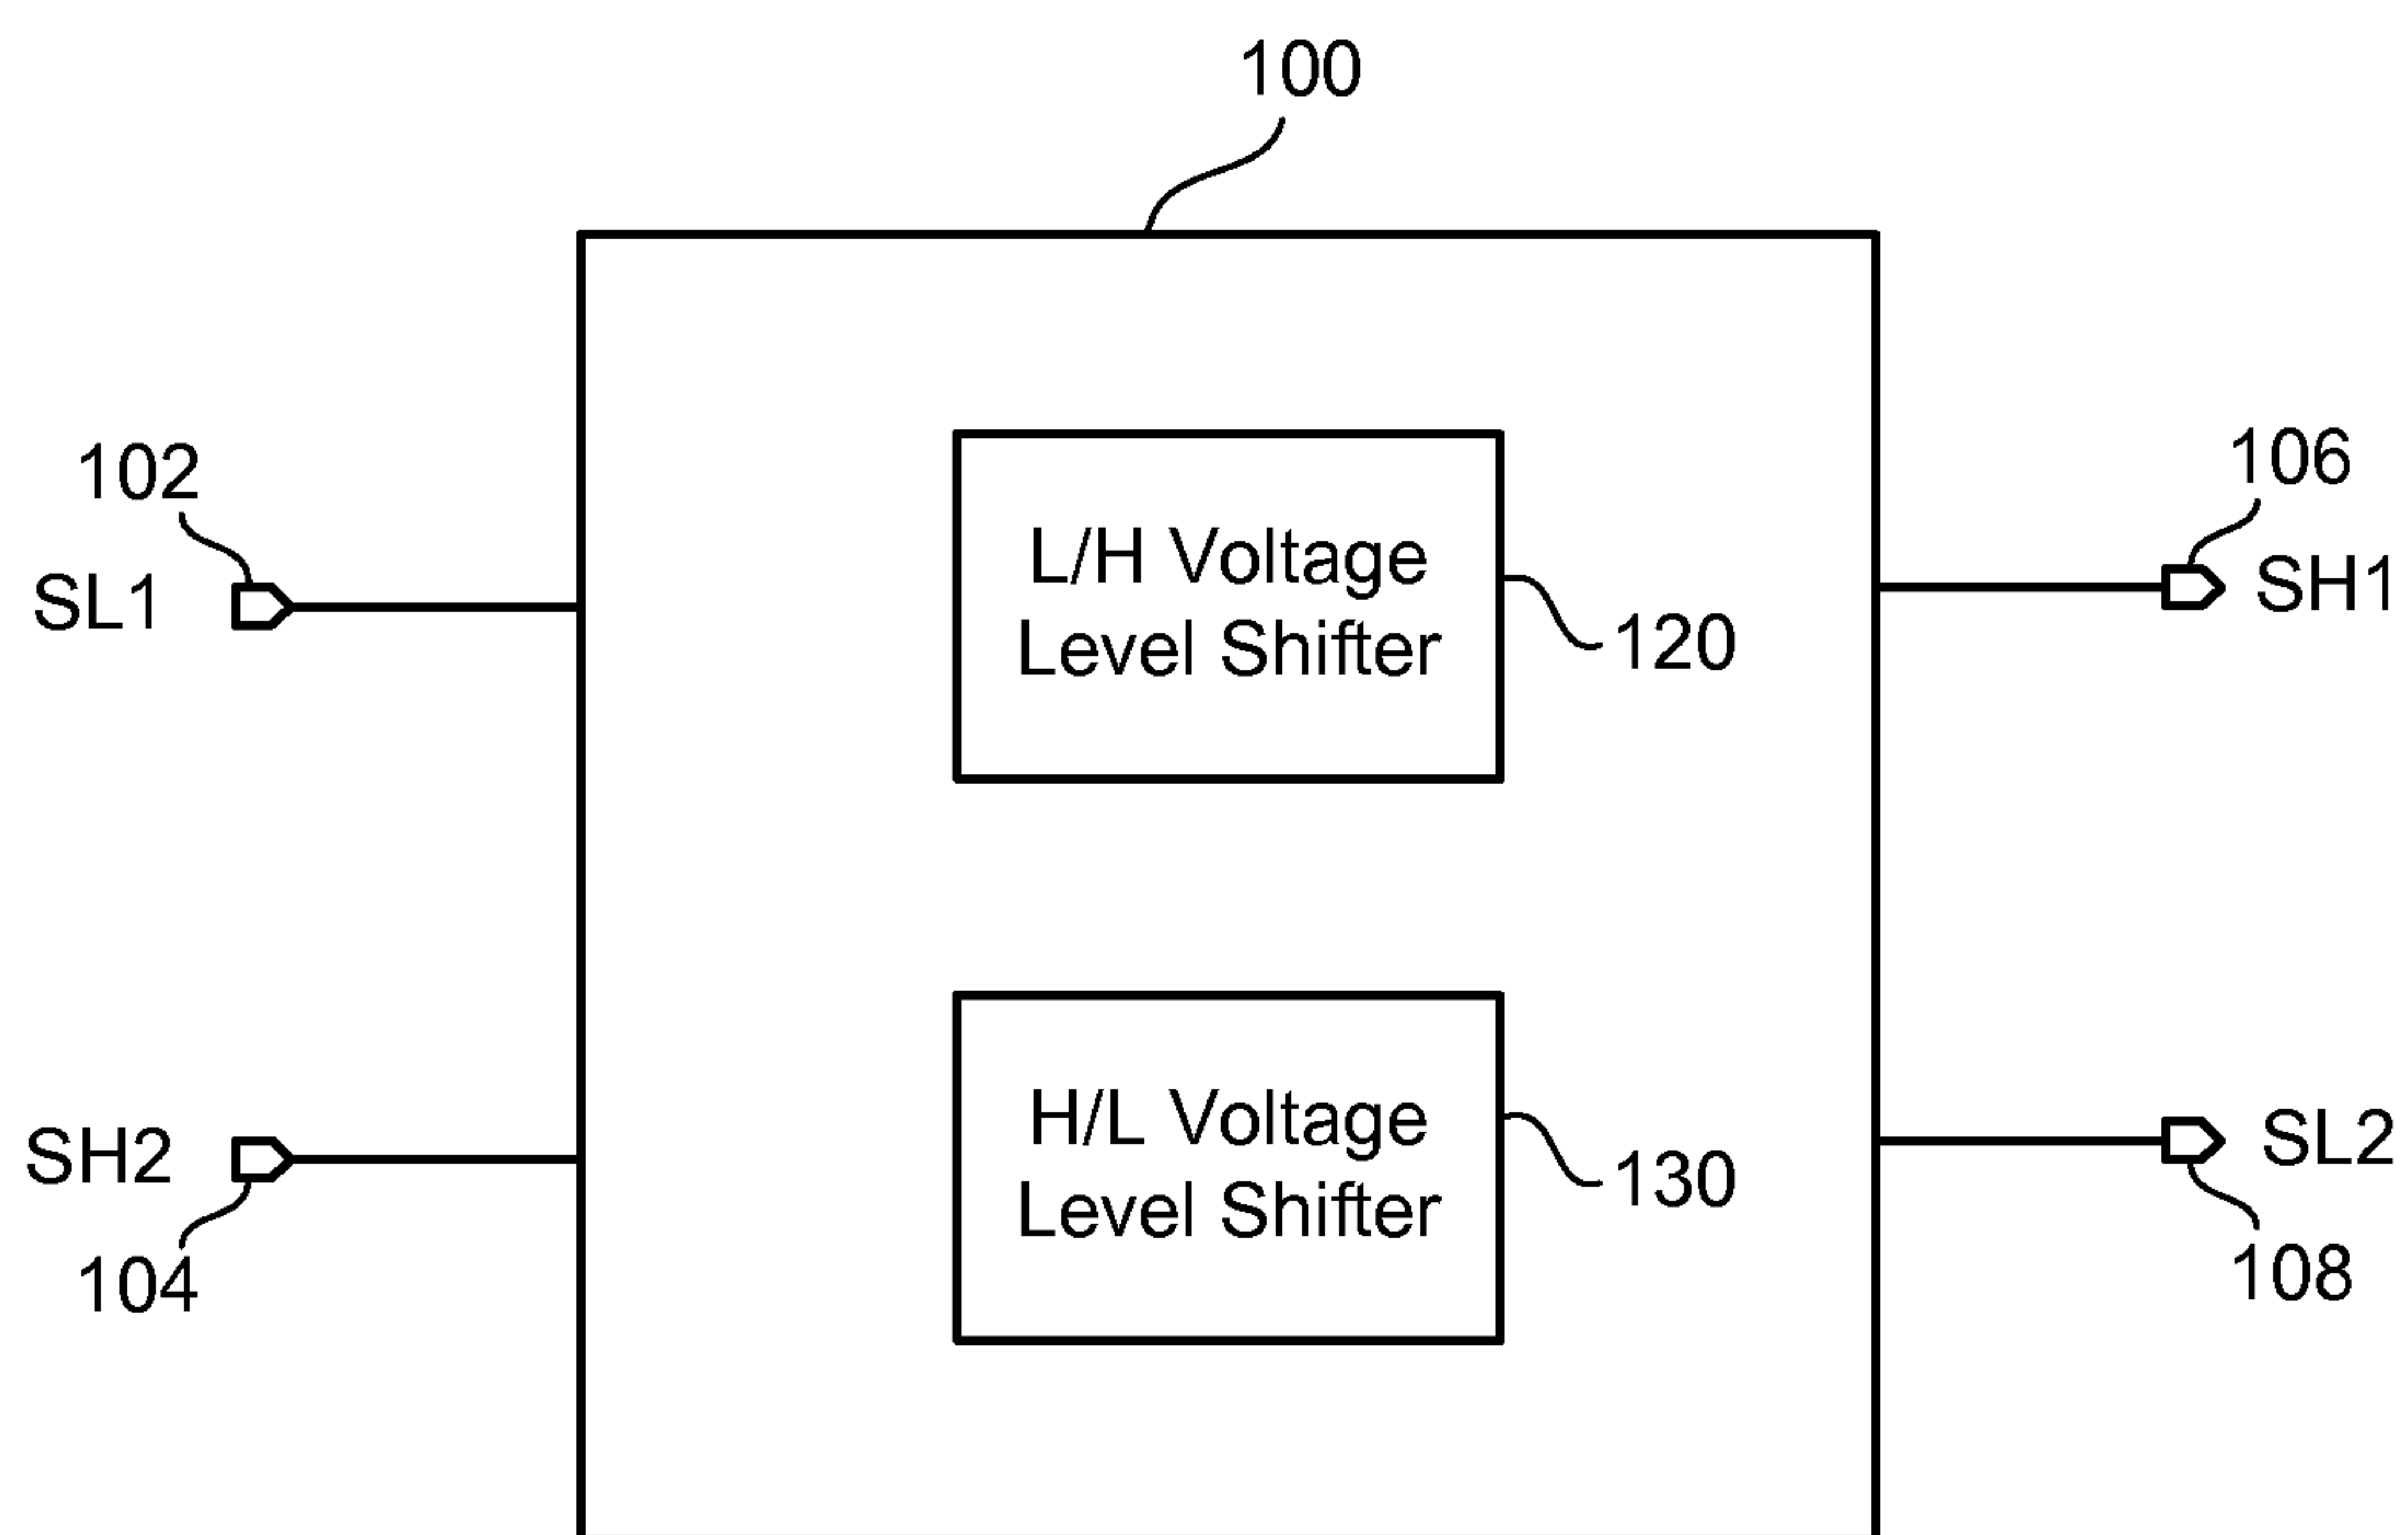 100
102
SL1
L/H Voltage
Level Shifter
120
106
SH1
SH2
104
H/L Voltage
Level Shifter
130
SL2
108